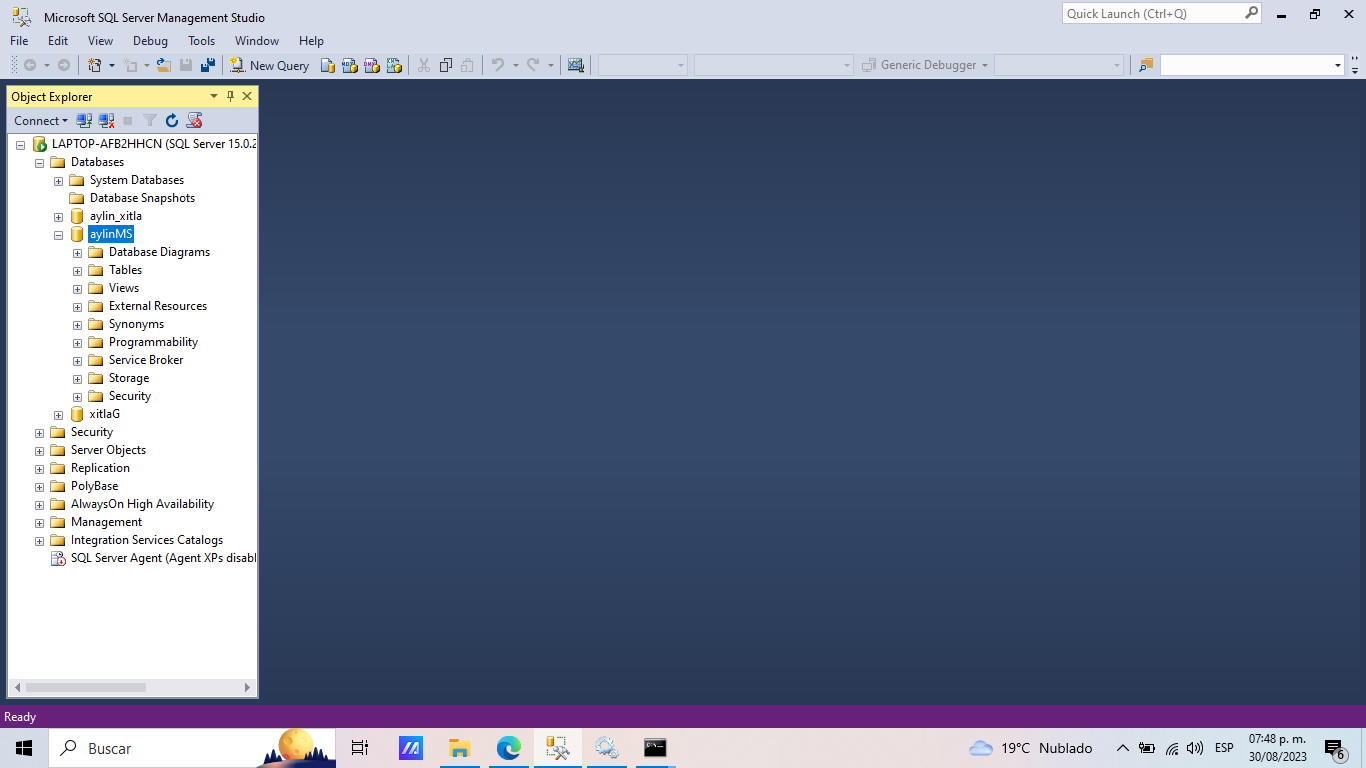 Microsoft SQL Server Management Studio
Quick Launch (Ctrl+Q)
File Edit View Debug Tools Window Help
New Query
Generic Debugger
Object Explorer
Connect
LAPTOP-AFB2HHCN (SQL Server 15.0.2
Databases
System Databases
Database Snapshots
aylin_xitla
aylinMS
Database Diagrams
Tables
Views
External Resources
Synonyms
Programmability
Service Broker
Storage
Security
xitlaG
Security
Server Objects
Replication
PolyBase
AlwaysOn High Availability
Management
Integration Services Catalogs
SQL Server Agent (Agent XPs disabl
Ready
Buscar
19°C Nublado
ESP
07:48 p. m.
30/08/2023
6